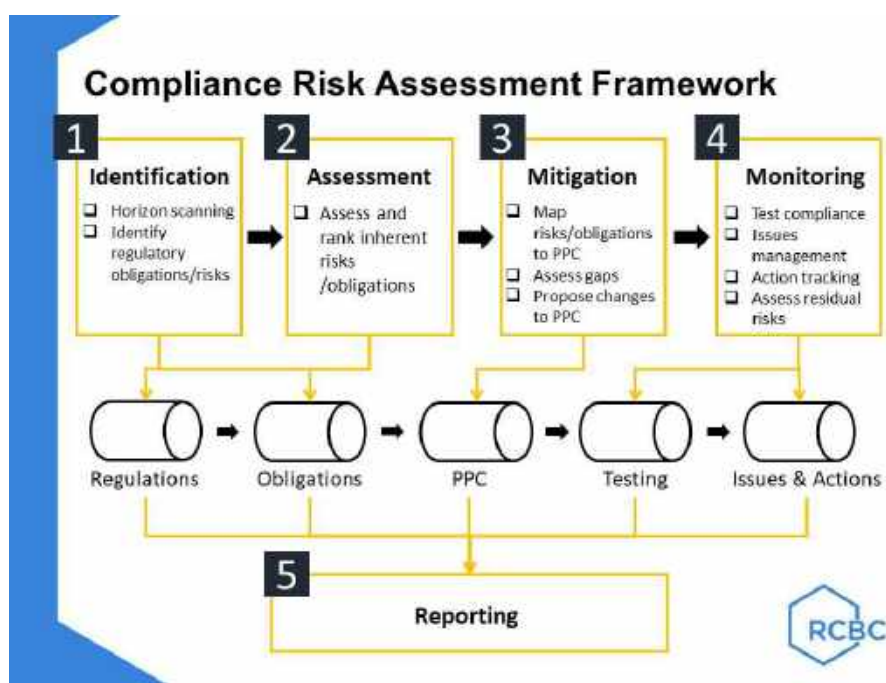 Compliance Risk Assessment Framework
1
Identification
❑ Horizon scanning
❑ Identify
regulatory
obligations/risks
2
Assessment
❑ Assess and
rank inherent
risks
/obligations
3
Mitigation
❑ Map
risks/obligations
to PPC
❑ Assess gaps
❑ Propose changes
to PPC
4
Monitoring
❑ Test compliance
❑ Issues
management
❑ Action tracking
❑ Assess residual
risks
Regulations
Obligations
PPC
Testing
Issues & Actions
5
Reporting
RCBC